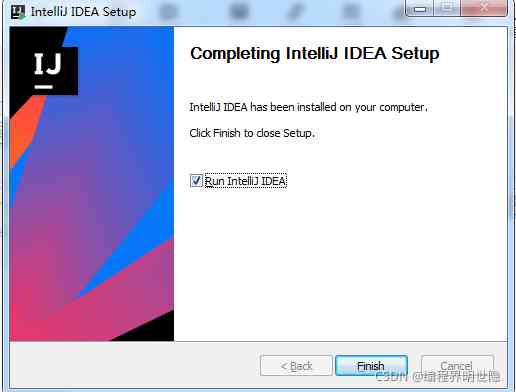 IntelliJ IDEA Setup
IJ
Completing IntelliJ IDEA Setup
IntelliJ IDEA has been installed on your computer.
Click Finish to close Setup.
Run IntelliJ IDEA
< Back
Finish
Cancel
CSDN @编程界明世隐